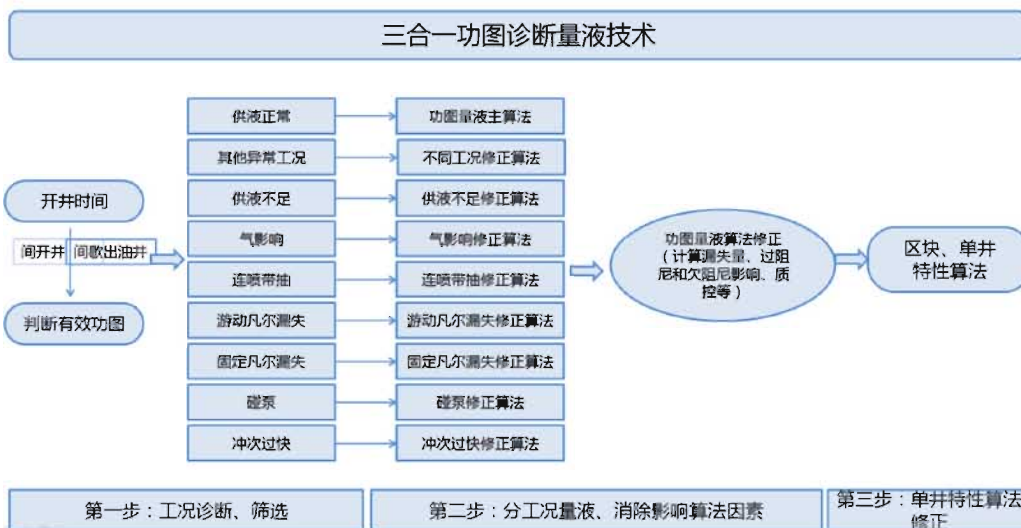 三合一功图诊断量液技术
开井时间
间开井 间歇出油井
判断有效功图
供液正常
功图量液主算法
其他异常工况
不同工况修正算法
供液不足
供液不足修正算法
气影响
气影响修正算法
连喷带抽
连喷带抽修正算法
游动凡尔漏失
游动凡尔漏失修正算法
固定凡尔漏失
固定凡尔漏失修正算法
碰泵
碰泵修正算法
冲次过快
冲次过快修正算法
功图量液算法修正
（计算漏失量、过阻
尼和欠阻尼影响、质
控等）
区块、单井
特性算法
第一步：工况诊断、筛选
第二步：分工况量液、消除影响算法因素
第三步：单井特性算法
修正